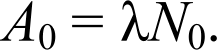 A₀ = λN₀.